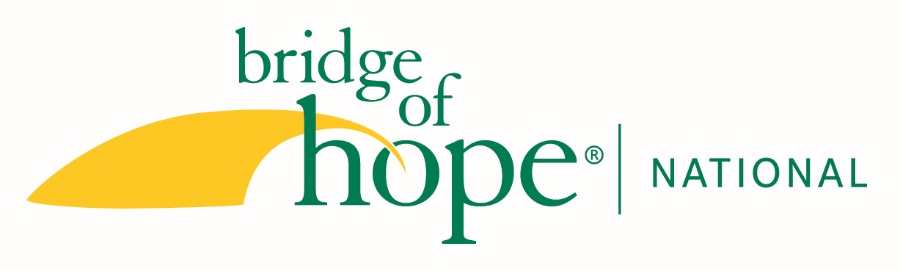 bridge
of
hope® | NATIONAL